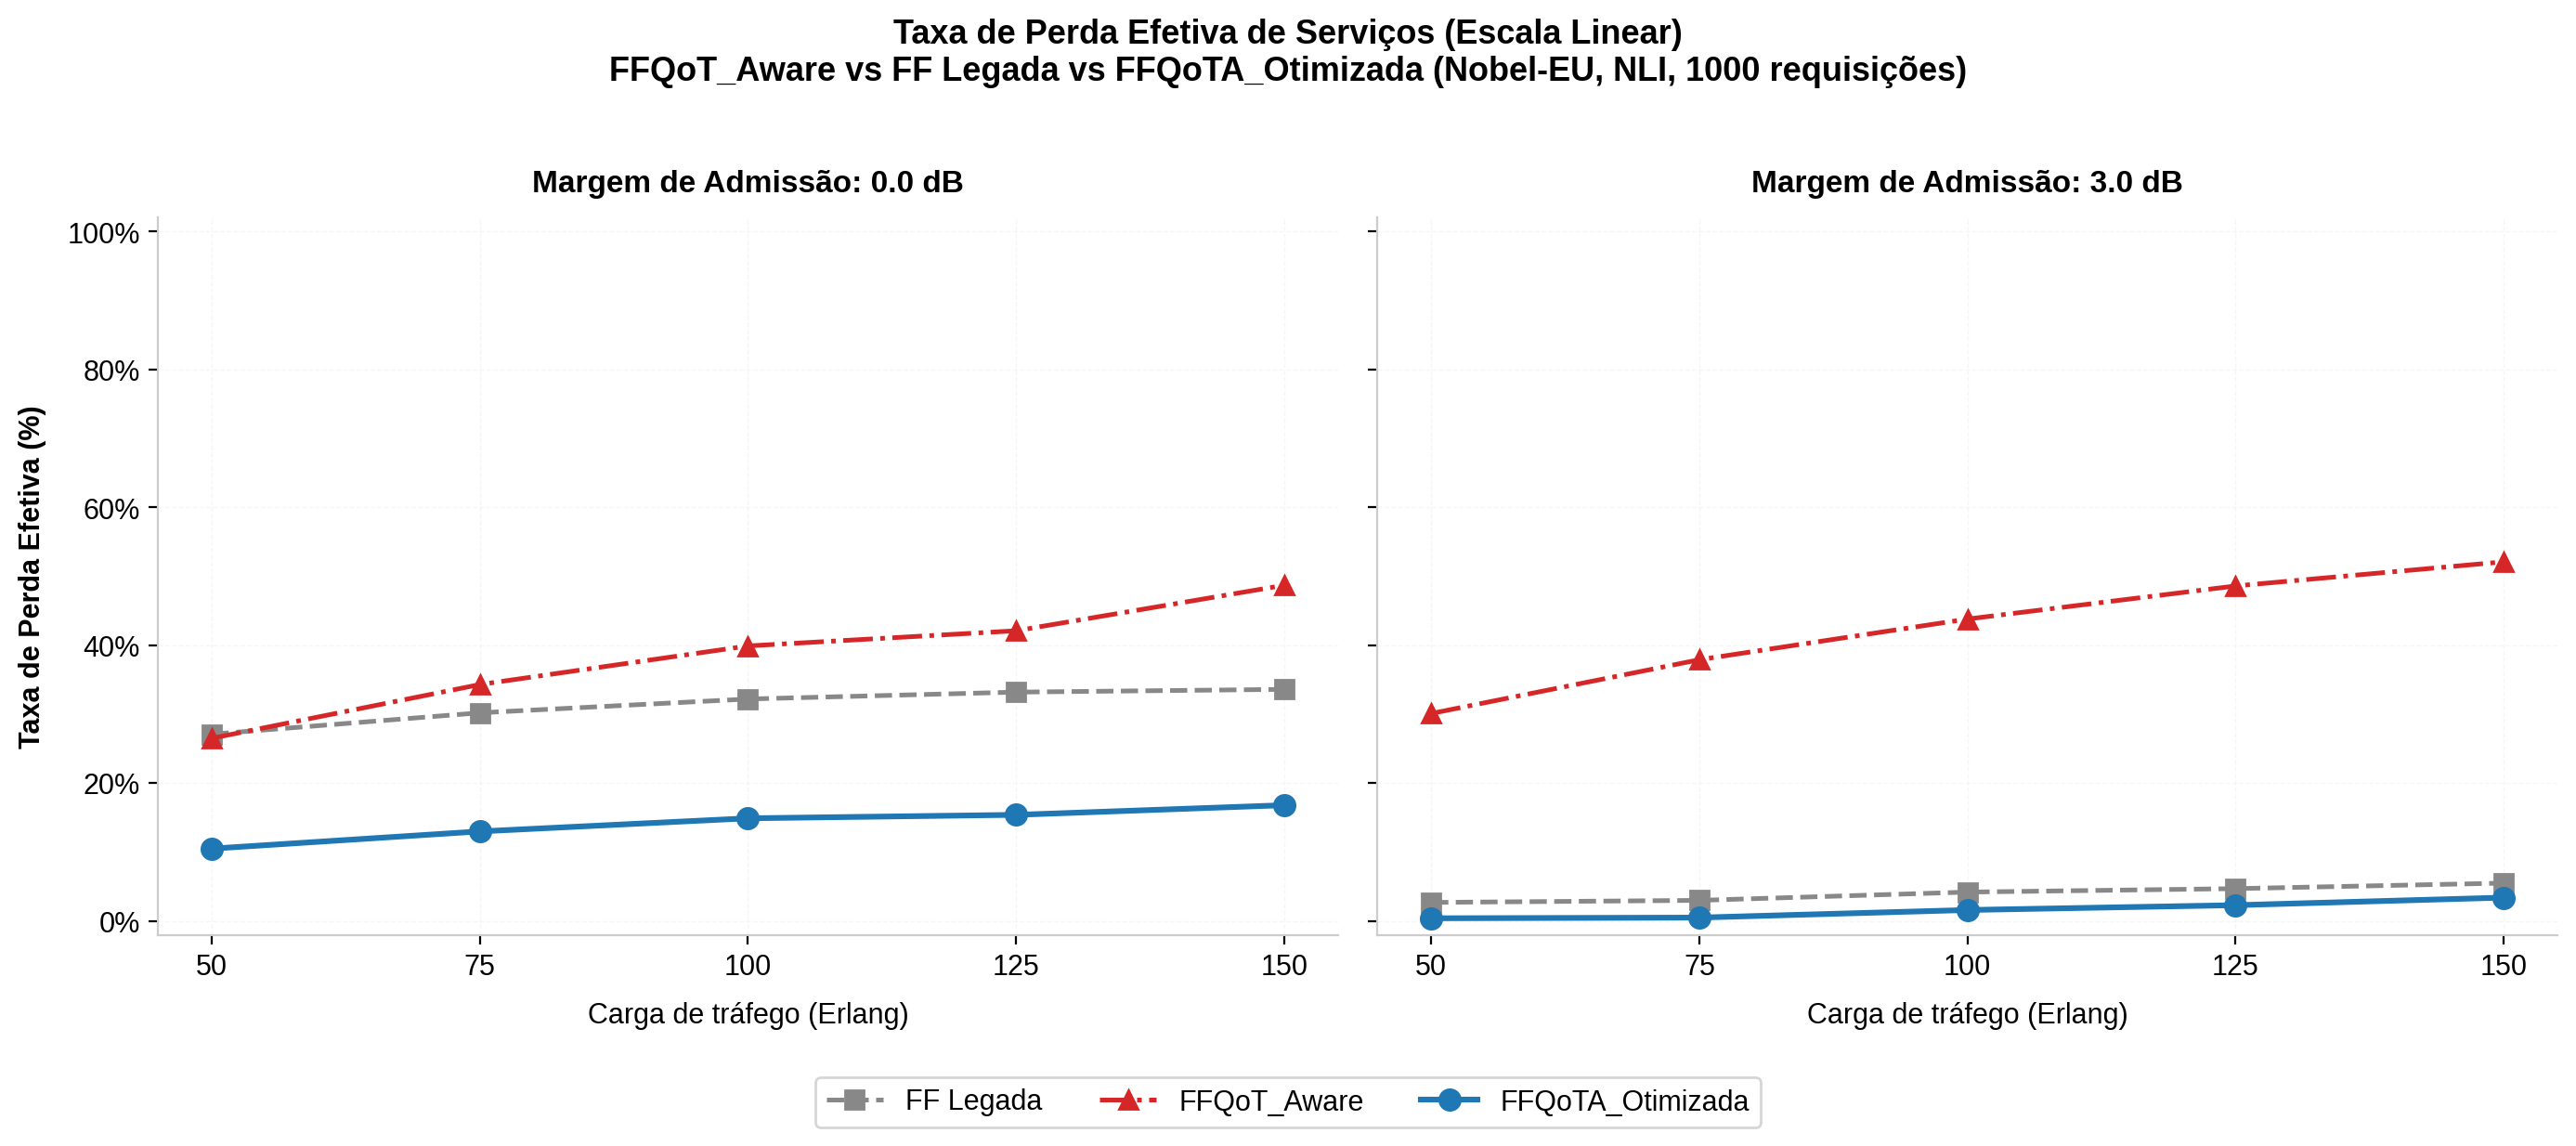 Taxa de Perda Efetiva de Serviços (Escala Linear)
FFQoT_Aware vs FF Legada vs FFQoTA_Otimizada (Nobel-EU, NLI, 1000 requisições)
Margem de Admissão: 0.0 dB
Margem de Admissão: 3.0 dB
Taxa de Perda Efetiva (%)
100%
80%
60%
40%
20%
0%
50 75 100 125 150
50 75 100 125 150
Carga de tráfego (Erlang)
Carga de tráfego (Erlang)
FF Legada FFQoT_Aware FFQoTA_Otimizada